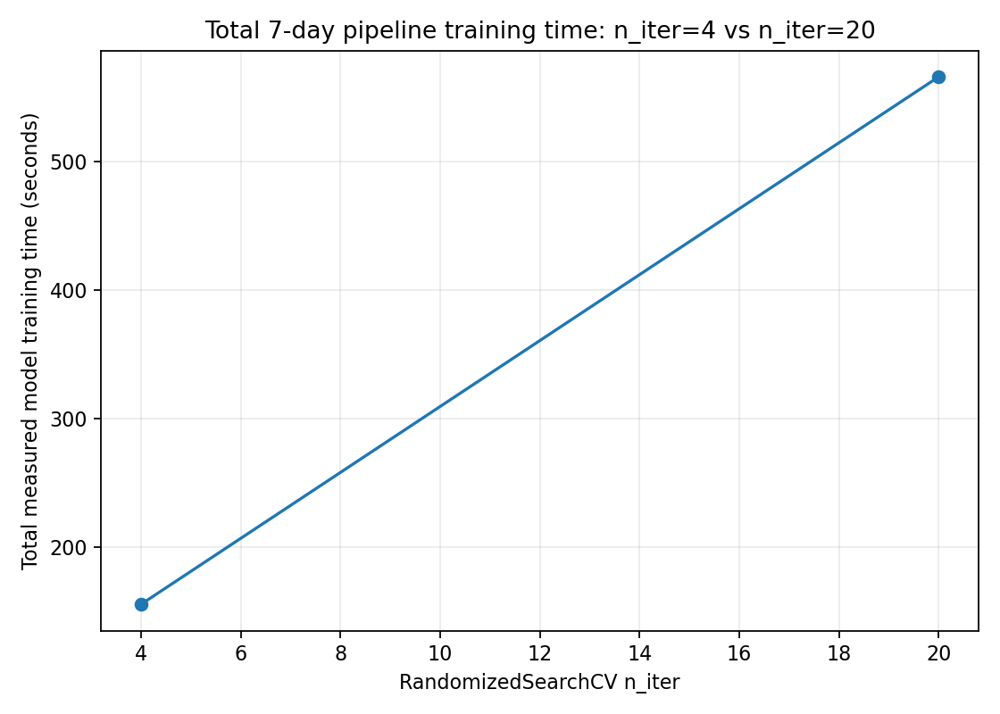 Total 7-day pipeline training time: n_iter=4 vs n_iter=20
Total measured model training time (seconds)
500
400
300
200
4 6 8 10 12 14 16 18 20
RandomizedSearchCV n_iter